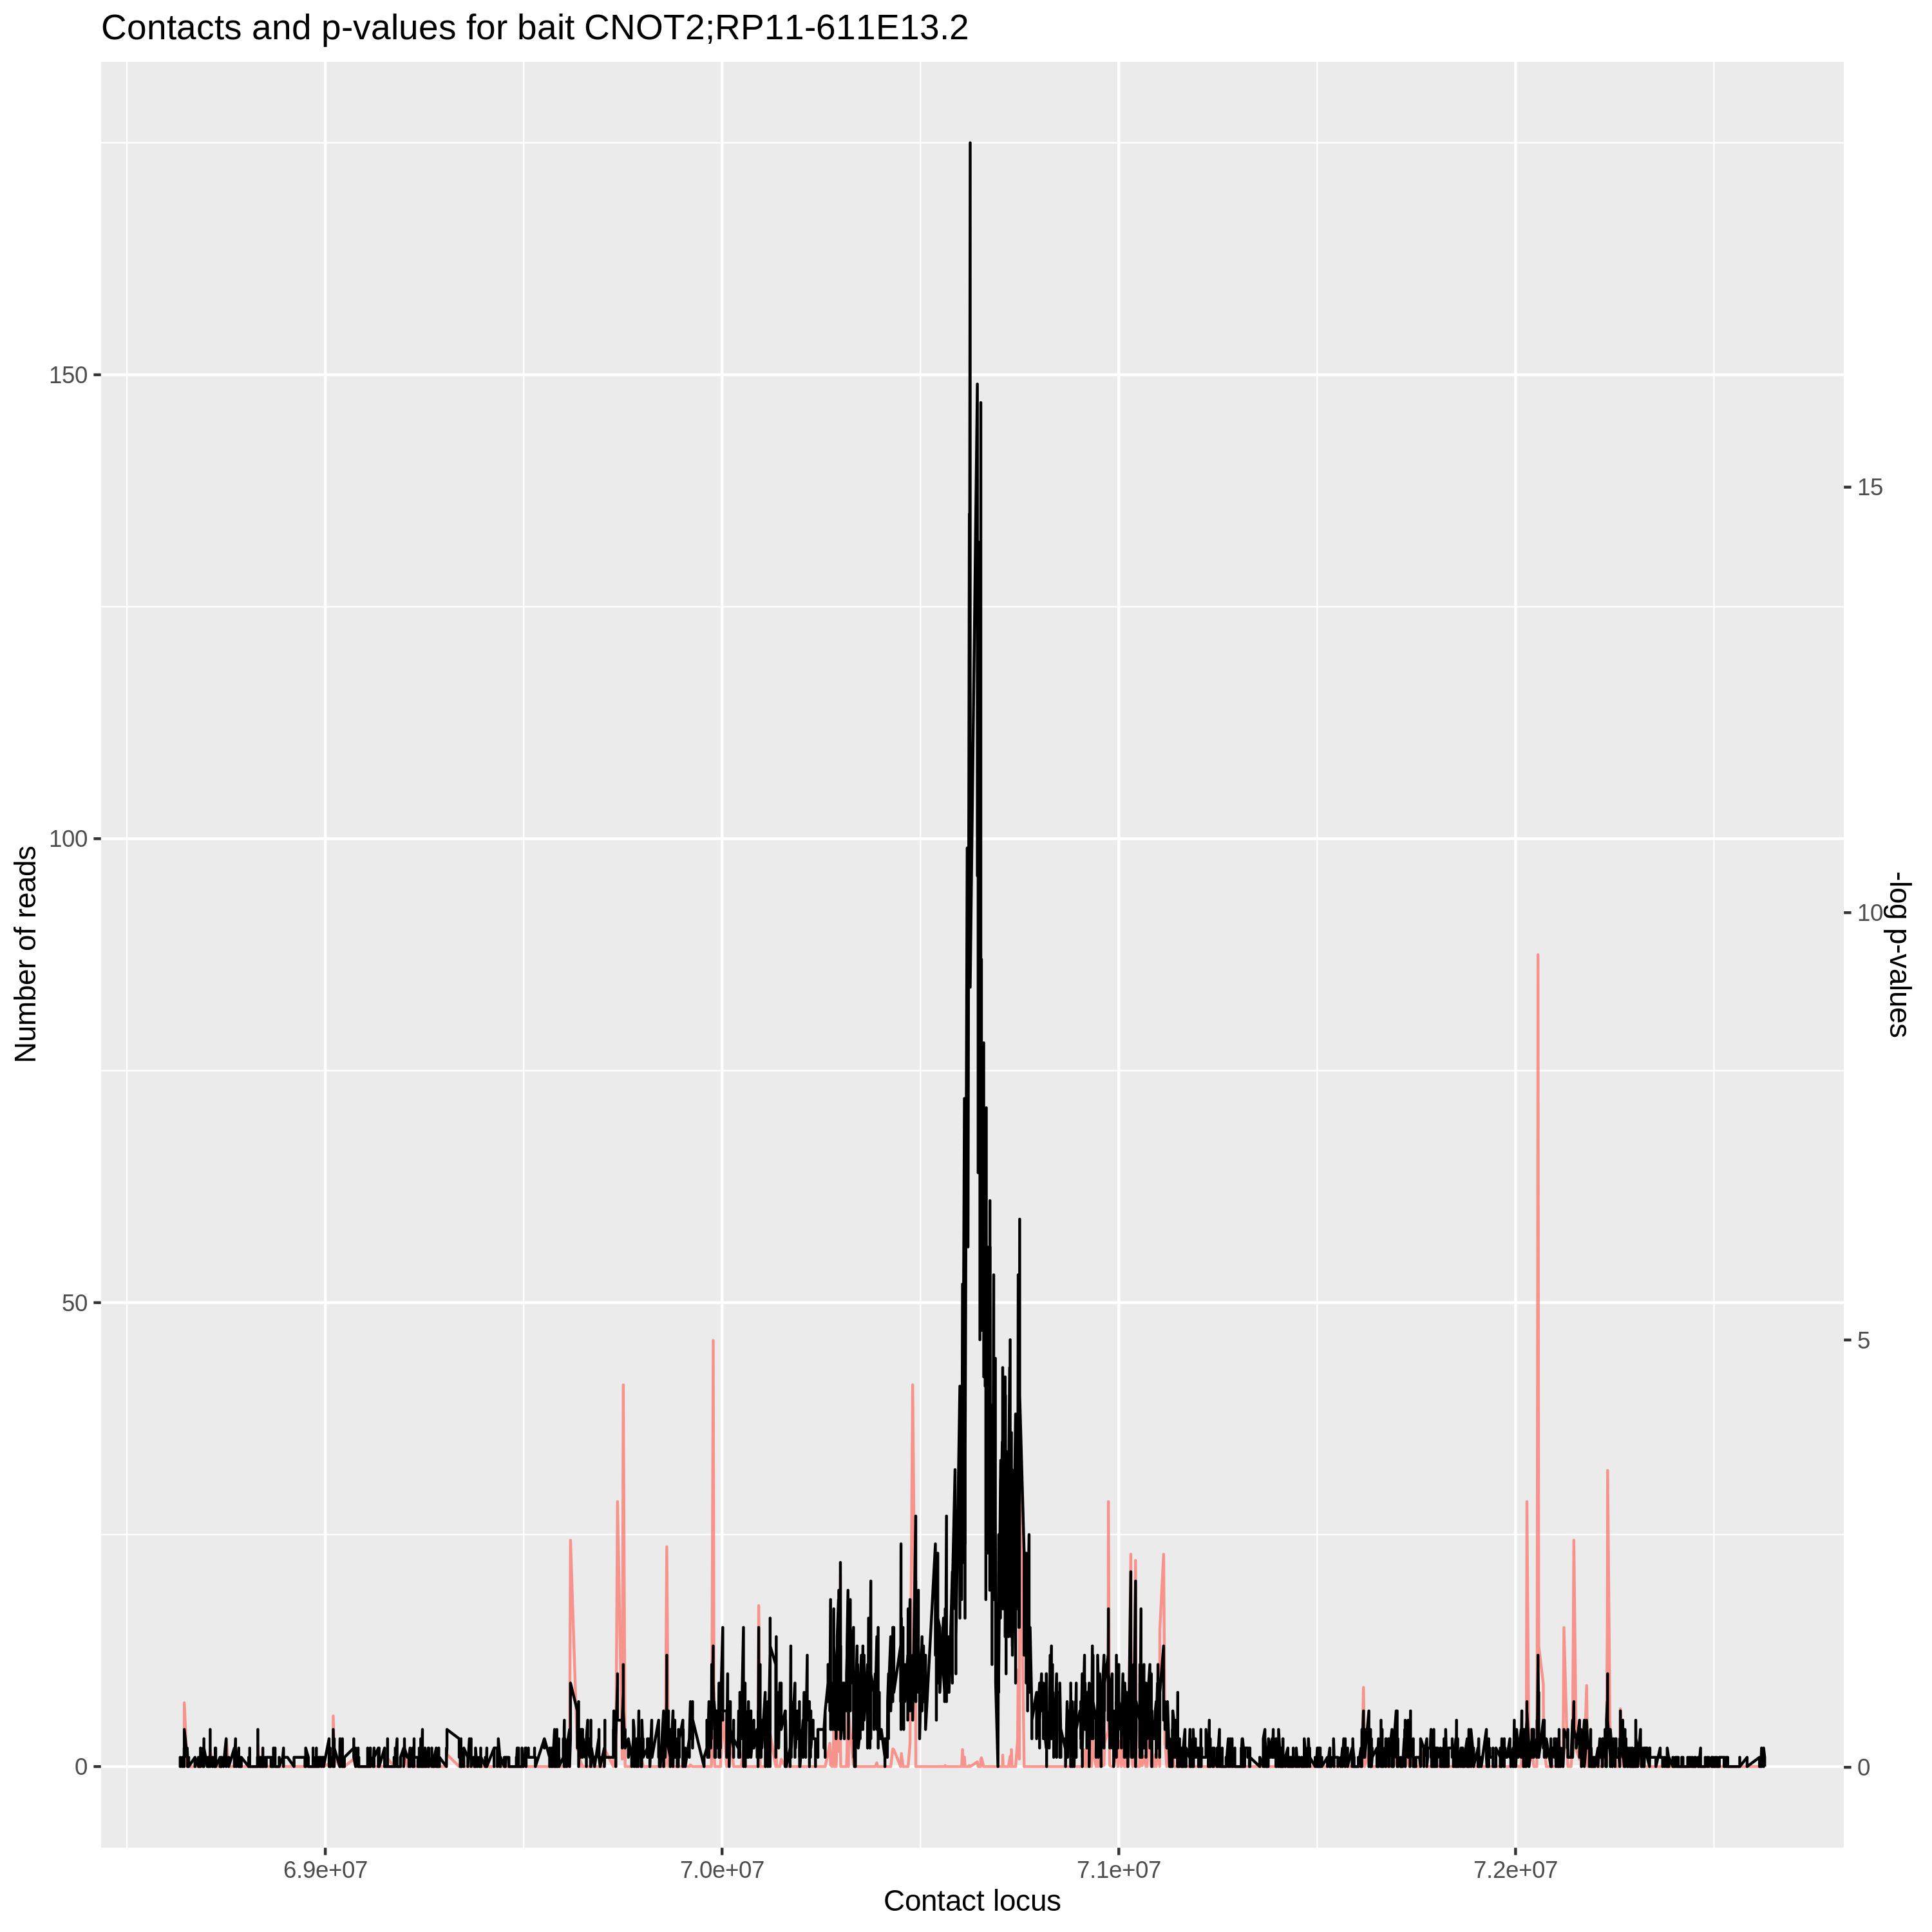 Contacts and p-values for bait CNOT2;RP11-611E13.2
Number of reads
150
100
50
0
15
10
5
0
-log p-values
6.9e+07
7.0e+07
7.1e+07
7.2e+07
Contact locus